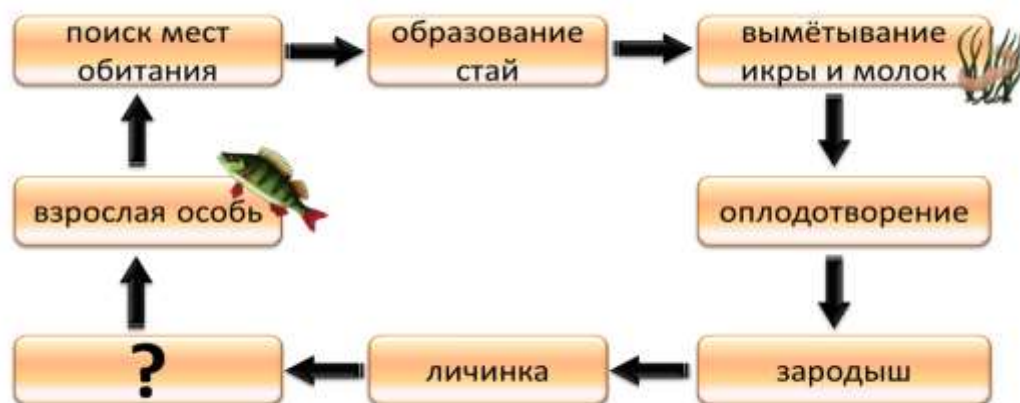 поиск мест
обитания
образование
стай
вымётывание
икры и молок
взрослая особь
оплодотворение
?
личинка
зародыш